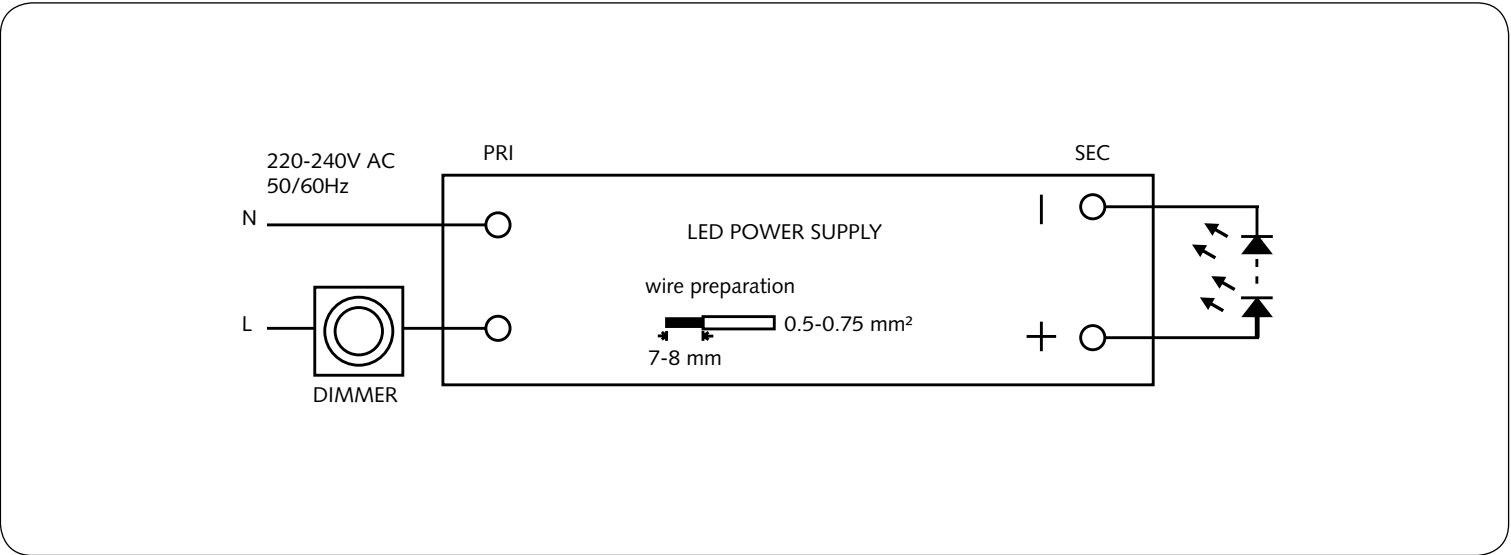 220-240V AC
50/60Hz
PRI
SEC
N
LED POWER SUPPLY
wire preparation
L
0.5-0.75 mm²
7-8 mm
DIMMER